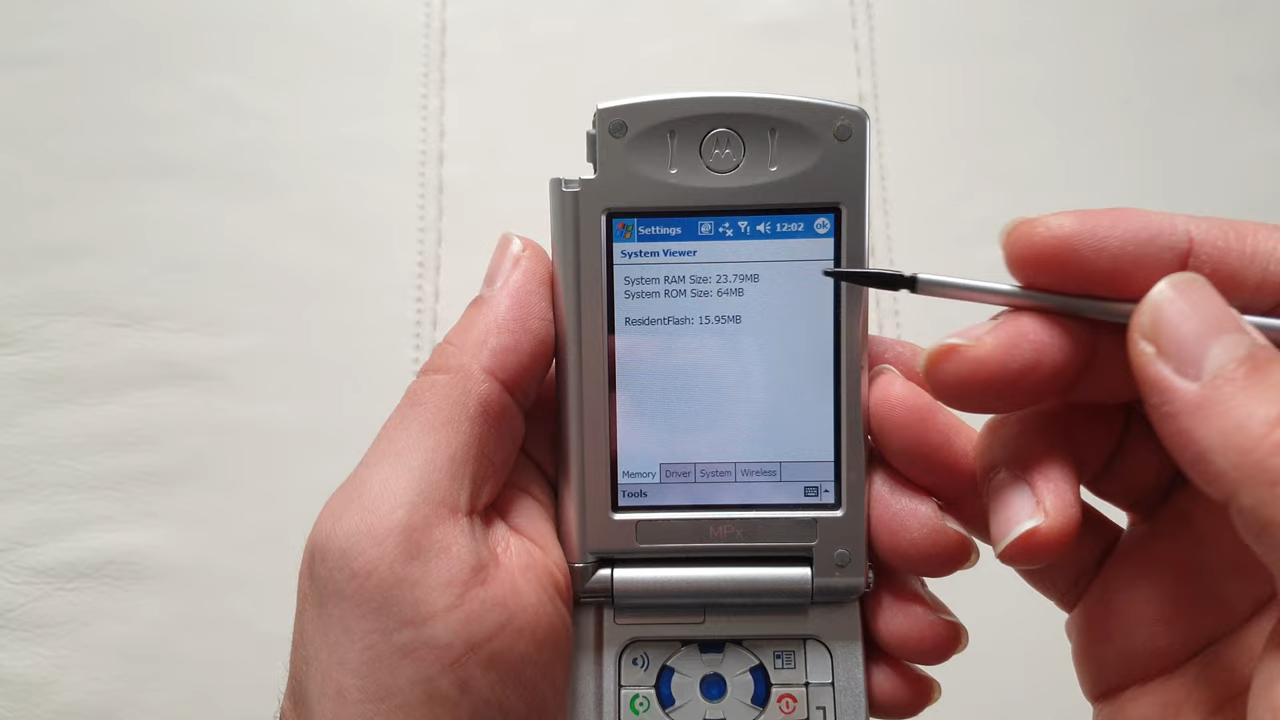 Settings 12:02 ok
System Viewer
System RAM Size: 23.79MB
System ROM Size: 64MB
ResidentFlash: 15.95MB
Memory Driver System Wireless
Tools
MPx